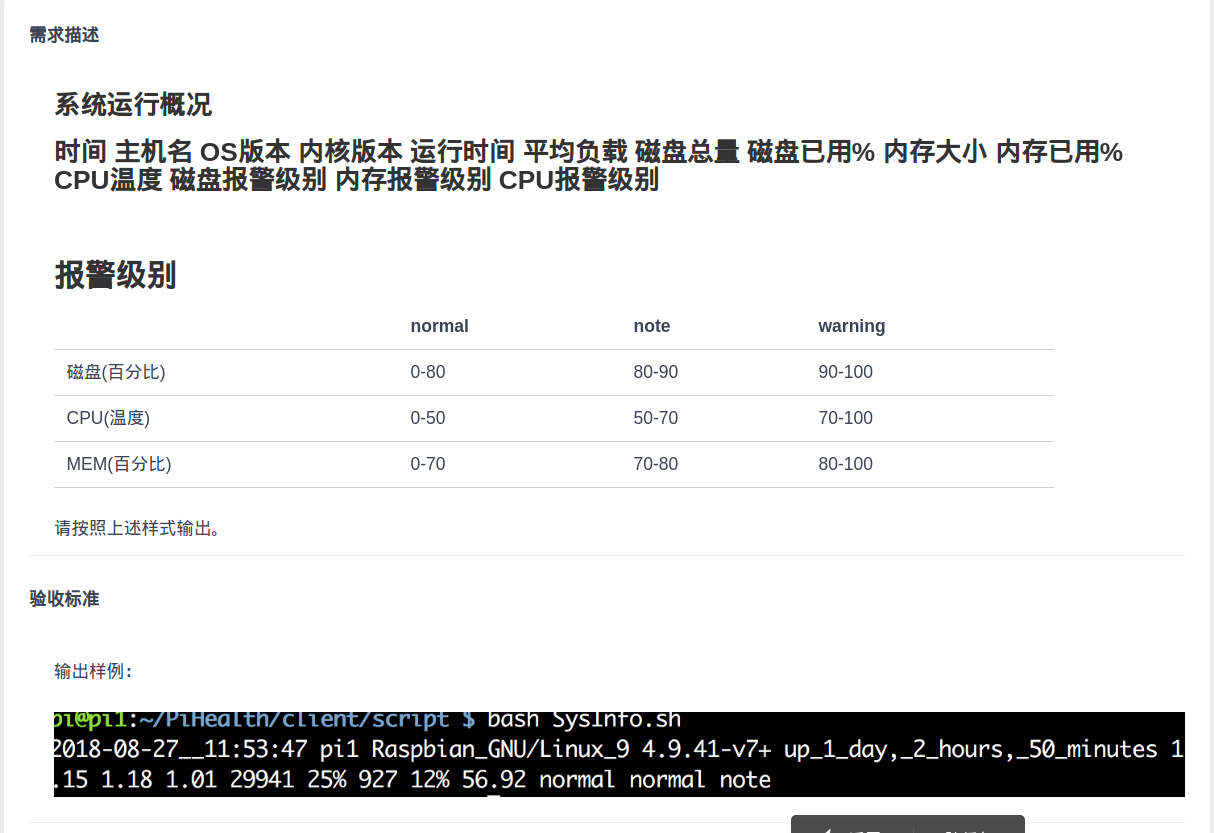 需求描述
系统运行概况
时间 主机名 OS版本 内核版本 运行时间 平均负载 磁盘总量 磁盘已用% 内存大小 内存已用%
CPU温度 磁盘报警级别 内存报警级别 CPU报警级别
报警级别
normal note warning
磁盘(百分比) 0-80 80-90 90-100
CPU(温度) 0-50 50-70 70-100
MEM(百分比) 0-70 70-80 80-100
请按照上述样式输出。
验收标准
输出样例:
pi@pi1:~/PiHealth/client/script $ bash SysInfo.sh
2018-08-27__11:53:47 pi1 Raspbian_GNU/Linux_9 4.9.41-v7+ up_1_day,_2_hours,_50_minutes 1
.15 1.18 1.01 29941 25% 927 12% 56.92 normal normal note